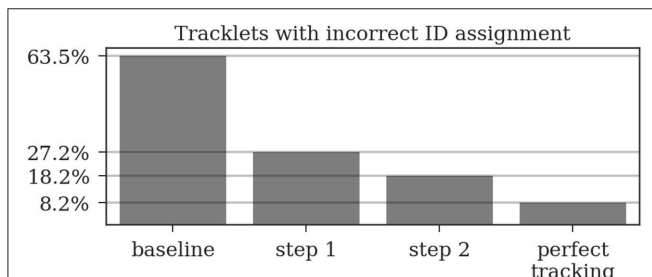 Tracklets with incorrect ID assignment
63.5%
27.2%
18.2%
8.2%
baseline step 1 step 2 perfect
tracking